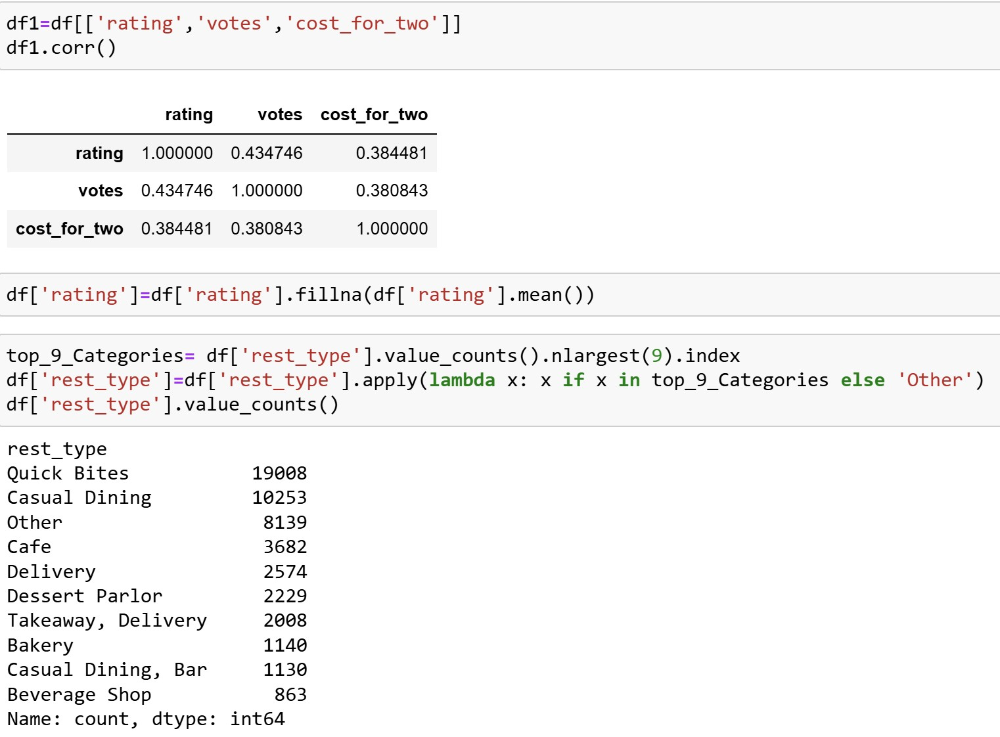 df1=df[['rating','votes','cost_for_two']]
df1.corr()
rating votes cost_for_two
rating 1.000000 0.434746 0.384481
votes 0.434746 1.000000 0.380843
cost_for_two 0.384481 0.380843 1.000000
df['rating']=df['rating'].fillna(df['rating'].mean())
top_9_Categories= df['rest_type'].value_counts().nlargest(9).index
df['rest_type']=df['rest_type'].apply(lambda x: x if x in top_9_Categories else 'Other')
df['rest_type'].value_counts()
rest_type
Quick Bites 19008
Casual Dining 10253
Other 8139
Cafe 3682
Delivery 2574
Dessert Parlor 2229
Takeaway, Delivery 2008
Bakery 1140
Casual Dining, Bar 1130
Beverage Shop 863
Name: count, dtype: int64